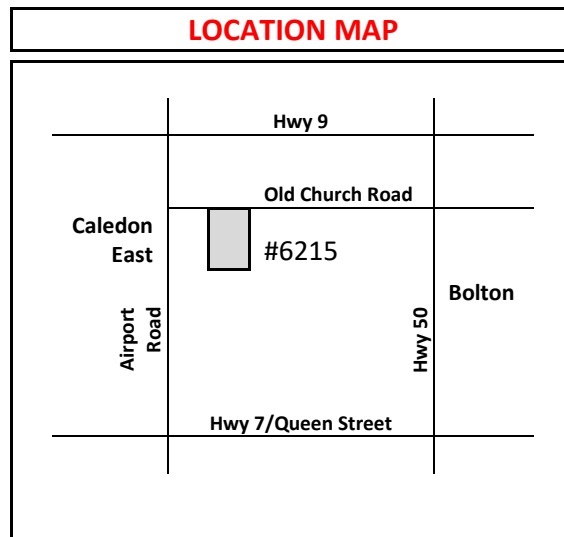 LOCATION MAP
Hwy 9
Old Church Road
Caledon
East
#6215
Bolton
Airport
Road
Hwy 50
Hwy 7/Queen Street